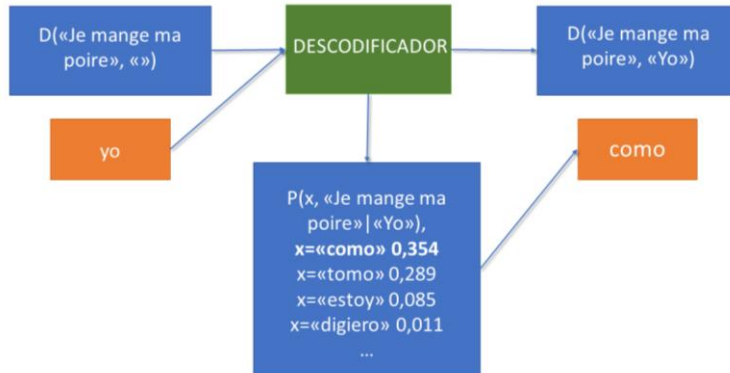 D(«Je mange ma
poire», «»)
DESCODIFICADOR
D(«Je mange ma
poire», «Yo»)
yo
como
P(x, «Je mange ma
poire»|«Yo»),
x=«como» 0,354
x=«tomo» 0,289
x=«estoy» 0,085
x=«digiero» 0,011
...